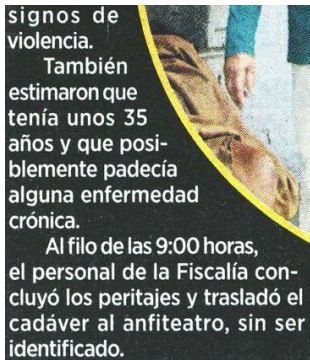 signos de
violencia.
También
estimaron que
tenía unos 35
años y que posi-
blemente padecía
alguna enfermedad
crónica.
Al filo de las 9:00 horas,
el personal de la Fiscalía con-
cluyó los peritajes y trasladó el
cadáver al anfiteatro, sin ser
identificado.